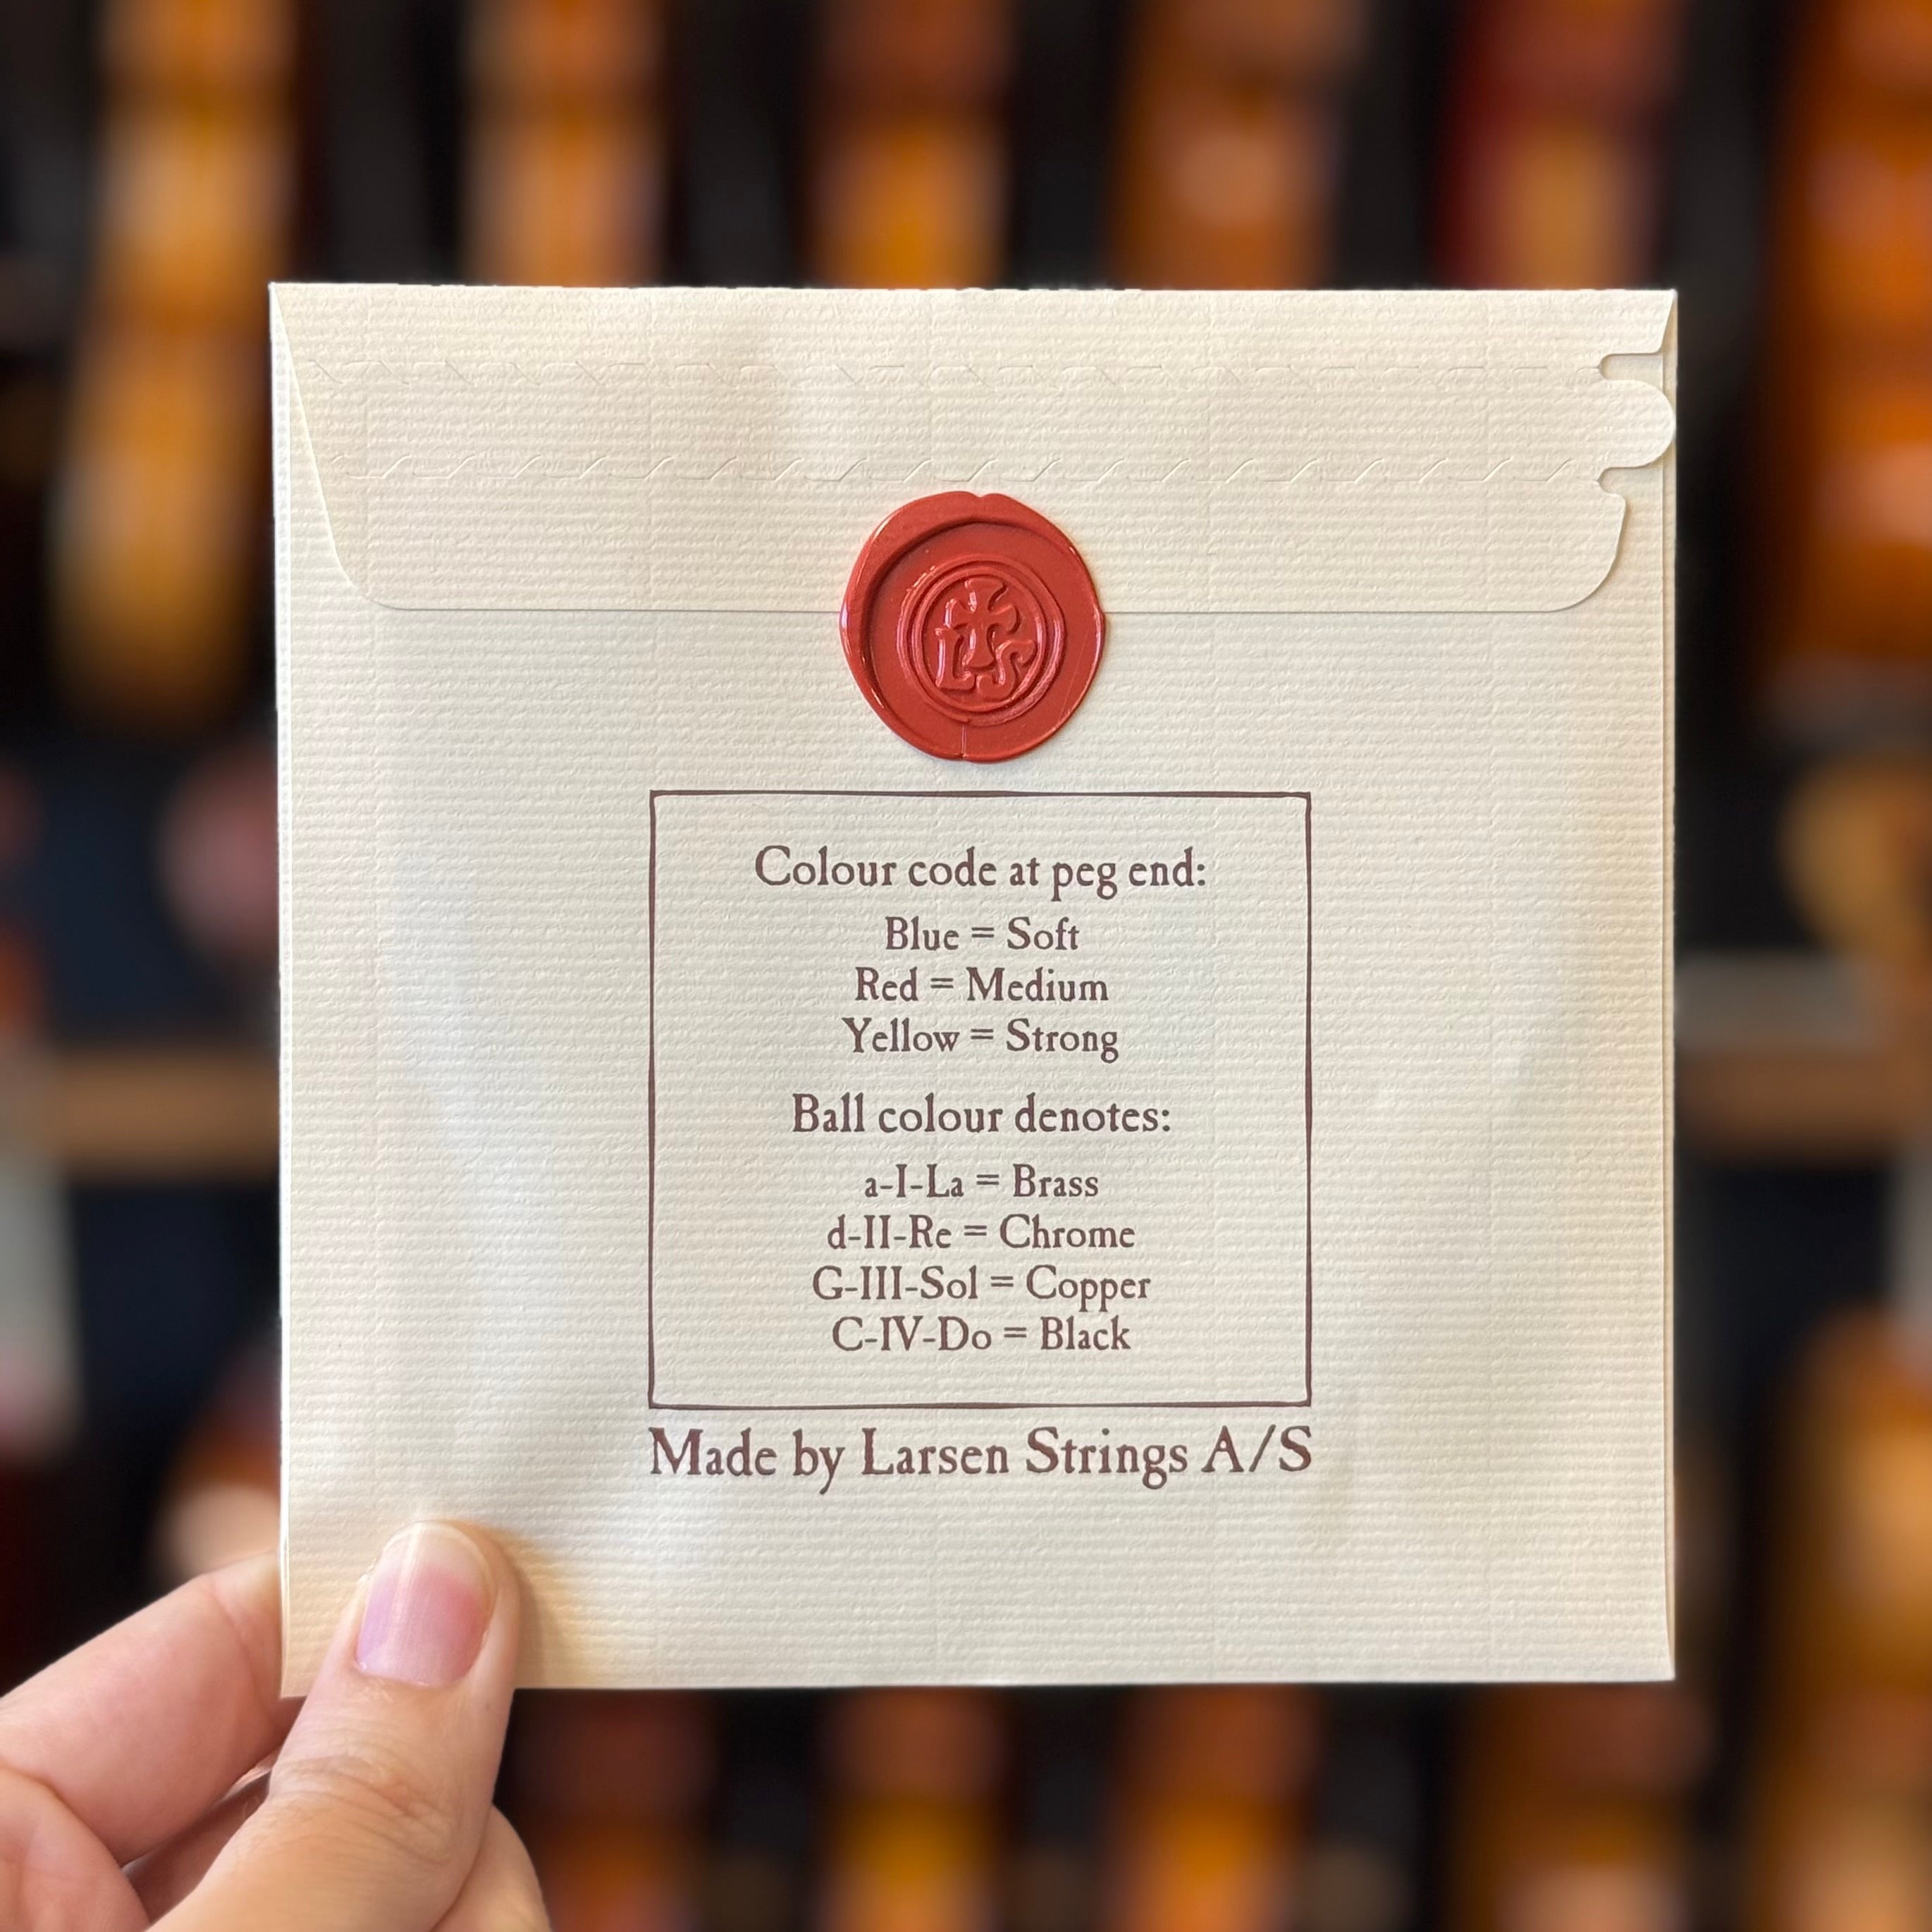 LS
Colour code at peg end:
Blue = Soft
Red = Medium
Yellow = Strong
Ball colour denotes:
a-I-La = Brass
d-II-Re = Chrome
G-III-Sol = Copper
C-IV-Do = Black
Made by Larsen Strings A/S